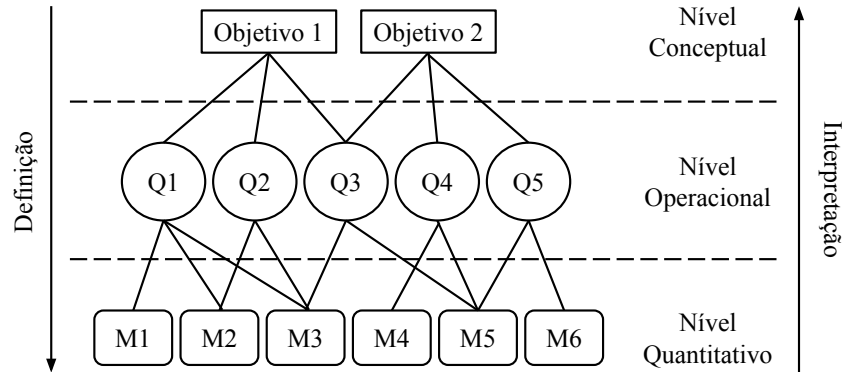 Objetivo 1
Objetivo 2
Nível
Conceptual
Definição
Q1
Q2
Q3
Q4
Q5
Nível
Operacional
Interpretação
M1
M2
M3
M4
M5
M6
Nível
Quantitativo